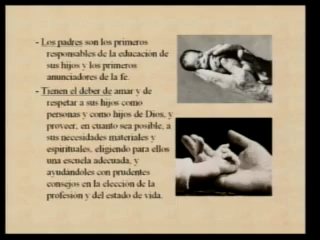 - Los padres son los primeros
responsables de la educación de
sus hijos y los primeros
anunciadores de la fe.
- Tienen el deber de amar y de
respetar a sus hijos como
personas y como hijos de Dios, y
proveer, en cuanto sea posible, a
sus necesidades materiales y
espirituales, eligiendo para ellos
una escuela adecuada, y
ayudándoles con prudentes
consejos en la elección de la
profesión y del estado de vida.